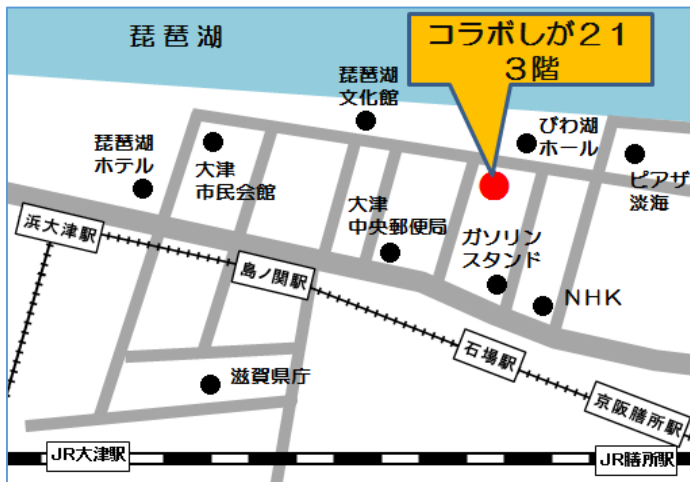 琵琶湖
コラボしが２１
３階
琵琶湖
文化館
びわ湖
ホール
琵琶湖
ホテル
大津
市民会館
ピアザ
淡海
大津
中央郵便局
ガソリン
スタンド
浜大津駅
島ノ関駅
ＮＨＫ
石場駅
滋賀県庁
京阪膳所駅
JR大津駅
JR膳所駅